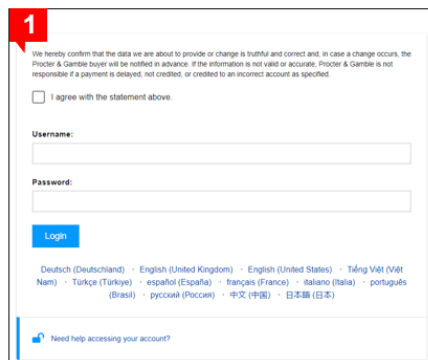 1
We hereby confirm that the data we are about to provide or change is truthful and correct and, in case a change occurs, the
Procter & Gamble buyer will be notified in advance. If the information is not valid or accurate, Procter & Gamble is not
responsible if a payment is delayed, not credited, or credited to an incorrect account as specified.
I agree with the statement above.
Username:
Password:
Login
Deutsch (Deutschland) · English (United Kingdom) · English (United States) · Tiếng Việt (Việt
Nam) · Türkçe (Türkiye) · español (España) · français (France) · italiano (Italia) · português
(Brasil) · русский (Россия) · 中文 (中国) · 日本語 (日本)
Need help accessing your account?